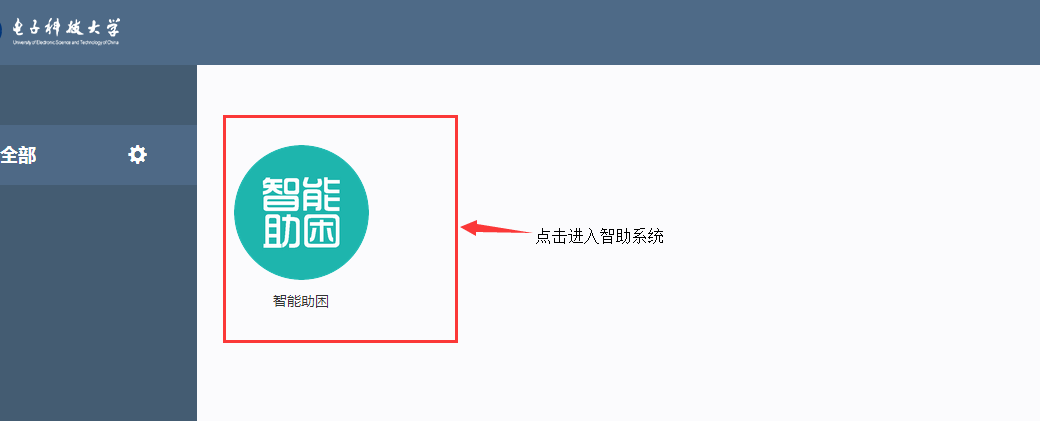 电子科技大学
University of Electronic Science and Technology of China
全部
智能
助困
点击进入智助系统
智能助困